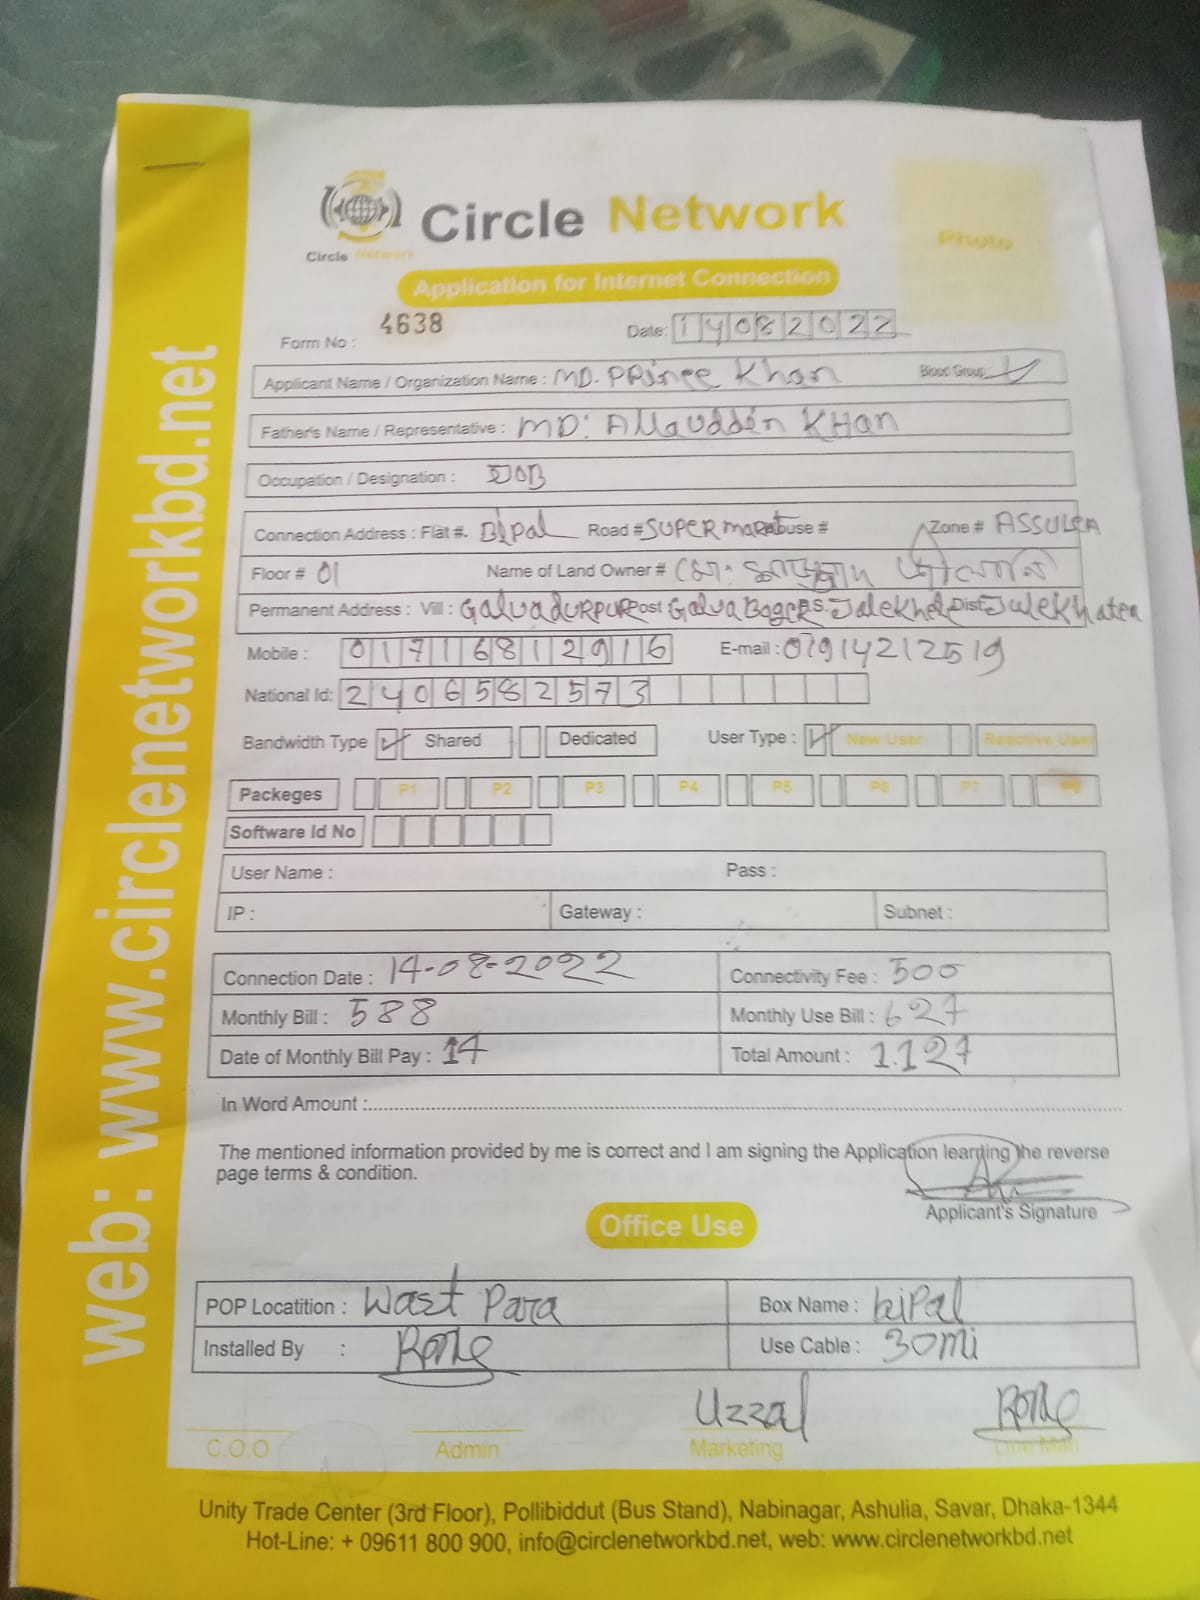 web: www.circlenetworkbd.net
Circle Network
Circle Network
Photo
Application for Internet Connection
Form No : 4638 Date: 14082022
Applicant Name / Organization Name : MD. PRince Khan Blood Group:
Father's Name / Representative : MD: Allauddin KHan
Occupation / Designation : JOB
Connection Address : Flat #. Bipal Road # SUPER Zone # ASSULEA
Floor # 01 Name of Land Owner # মো:
Permanent Address : Vill : Post P.S. Dist
Mobile : 01716812916 E-mail : 07914212519
National Id: 2406582573
Bandwidth Type Shared Dedicated User Type : New User Reactive User
Packeges P1 P2 P3 P4 P5 P6 P7
Software Id No
User Name : Pass :
IP : Gateway : Subnet :
Connection Date : 14-08-2022 Connectivity Fee : 500
Monthly Bill : 588 Monthly Use Bill : 627
Date of Monthly Bill Pay : 14 Total Amount : 1.127
In Word Amount :
The mentioned information provided by me is correct and I am signing the Application learding the reverse
page terms & condition.
Applicant's Signature
Office Use
POP Locatition : Wast Para Box Name : bipal
Installed By : Use Cable : 30mi
Uzzal
C.O.O Admin Marketing Line Man
Unity Trade Center (3rd Floor), Pollibiddut (Bus Stand), Nabinagar, Ashulia, Savar, Dhaka-1344
Hot-Line: + 09611 800 900, info@circlenetworkbd.net, web: www.circlenetworkbd.net